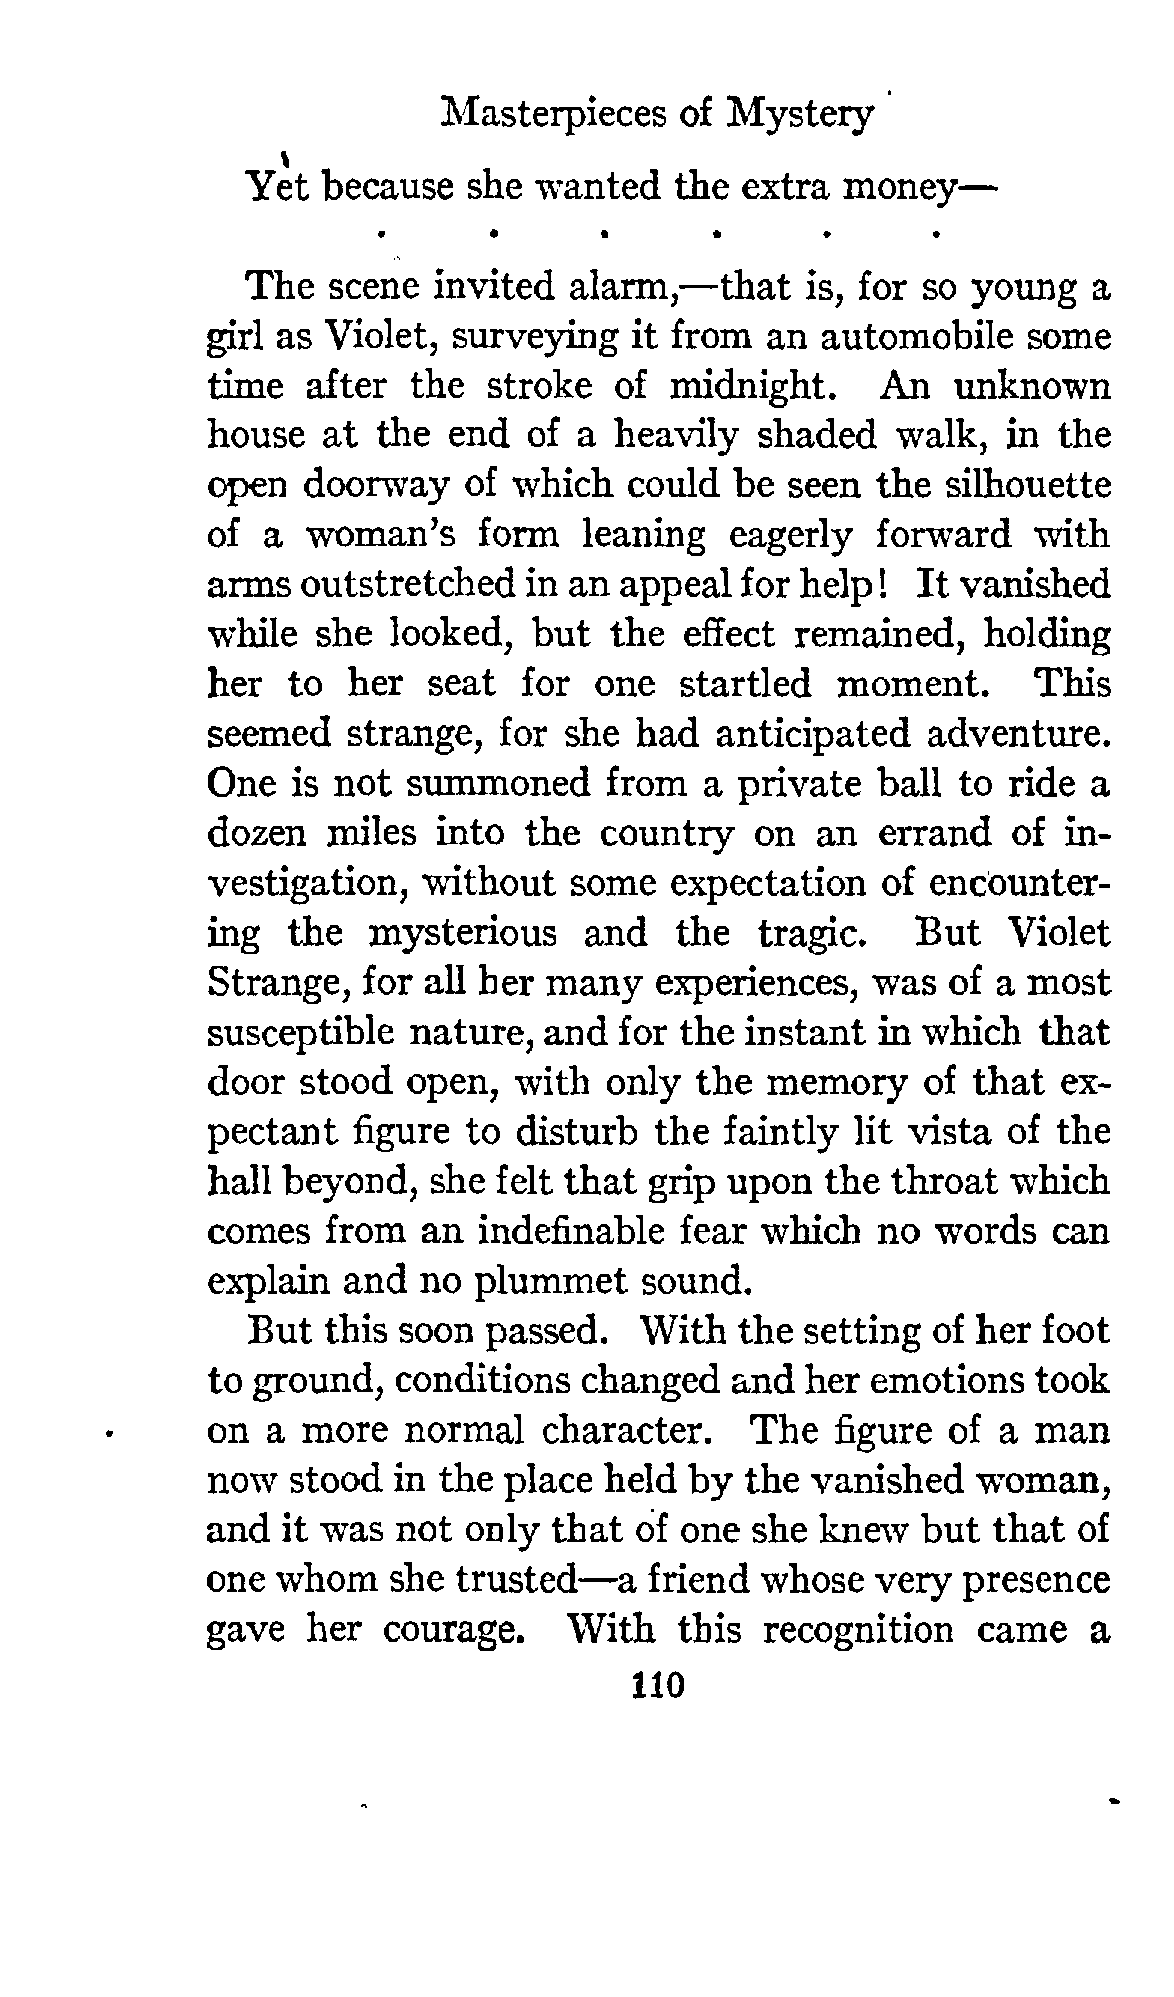 Masterpieces of Mystery
Yet because she wanted the extra money—
. . . . . .
The scene invited alarm,—that is, for so young a
girl as Violet, surveying it from an automobile some
time after the stroke of midnight. An unknown
house at the end of a heavily shaded walk, in the
open doorway of which could be seen the silhouette
of a woman's form leaning eagerly forward with
arms outstretched in an appeal for help! It vanished
while she looked, but the effect remained, holding
her to her seat for one startled moment. This
seemed strange, for she had anticipated adventure.
One is not summoned from a private ball to ride a
dozen miles into the country on an errand of in-
vestigation, without some expectation of encounter-
ing the mysterious and the tragic. But Violet
Strange, for all her many experiences, was of a most
susceptible nature, and for the instant in which that
door stood open, with only the memory of that ex-
pectant figure to disturb the faintly lit vista of the
hall beyond, she felt that grip upon the throat which
comes from an indefinable fear which no words can
explain and no plummet sound.
But this soon passed. With the setting of her foot
to ground, conditions changed and her emotions took
on a more normal character. The figure of a man
now stood in the place held by the vanished woman,
and it was not only that of one she knew but that of
one whom she trusted—a friend whose very presence
gave her courage. With this recognition came a
110